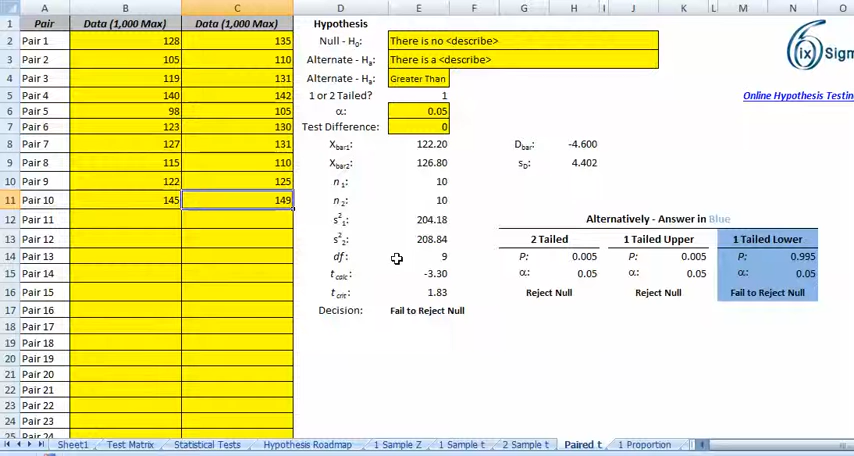 A B C D E F G H I J K L M N O
1 Pair Data (1,000 Max) Data (1,000 Max) Hypothesis
2 Pair 1 128 135 Null - H0: There is no <describe>
3 Pair 2 105 110 Alternate - Ha: There is a <describe>
4 Pair 3 119 131 Alternate - Ha: Greater Than
5 Pair 4 140 142 1 or 2 Tailed? 1
6 Pair 5 98 105 α: 0.05
7 Pair 6 123 130 Test Difference: 0
8 Pair 7 127 131 Xbar1: 122.20 Dbar: -4.600
9 Pair 8 115 110 Xbar2: 126.80 sD: 4.402
10 Pair 9 122 125 n1: 10
11 Pair 10 145 149 n2: 10
12 Pair 11 s²1: 204.18 Alternatively - Answer in Blue
13 Pair 12 s²2: 208.84 2 Tailed 1 Tailed Upper 1 Tailed Lower
14 Pair 13 df: 9 P: 0.005 P: 0.005 P: 0.995
15 Pair 14 tcalc: -3.30 α: 0.05 α: 0.05 α: 0.05
16 Pair 15 tcrit: 1.83 Reject Null Reject Null Fail to Reject Null
17 Pair 16 Decision: Fail to Reject Null
18 Pair 17
19 Pair 18
20 Pair 19
21 Pair 20
22 Pair 21
23 Pair 22
24 Pair 23
25 Pair 24
6ix Sigm
Online Hypothesis Testing
Sheet1 Test Matrix Statistical Tests Hypothesis Roadmap 1 Sample Z 1 Sample t 2 Sample t Paired t 1 Proportion